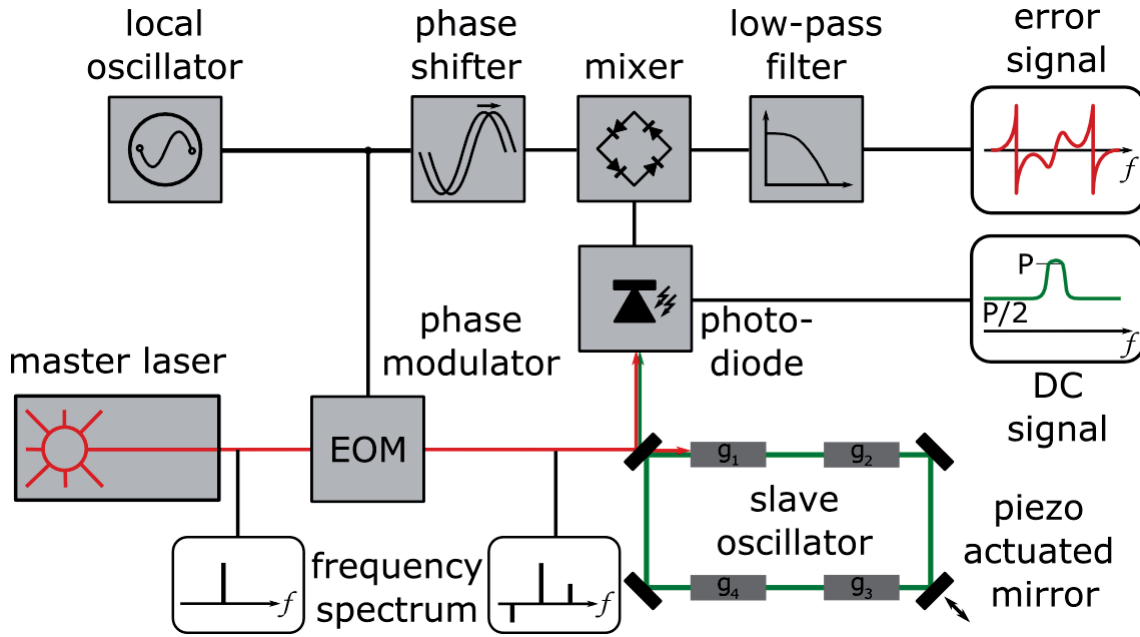 local
oscillator
phase
shifter
mixer
low-pass
filter
error
signal
f
P
P/2
f
DC
signal
photo-
diode
phase
modulator
master laser
EOM
g1
g2
slave
oscillator
g4
g3
piezo
actuated
mirror
f
frequency
spectrum
f